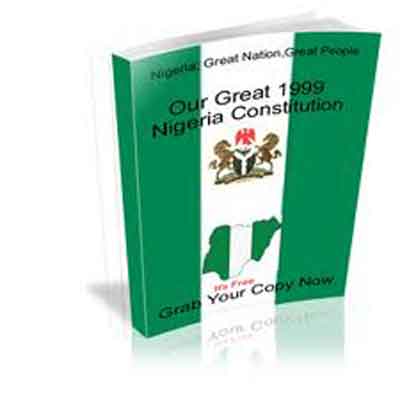 Nigeria; Great Nation,Great People
Our Great 1999
Nigeria Constitution
It's Free
Grab Your Copy Now